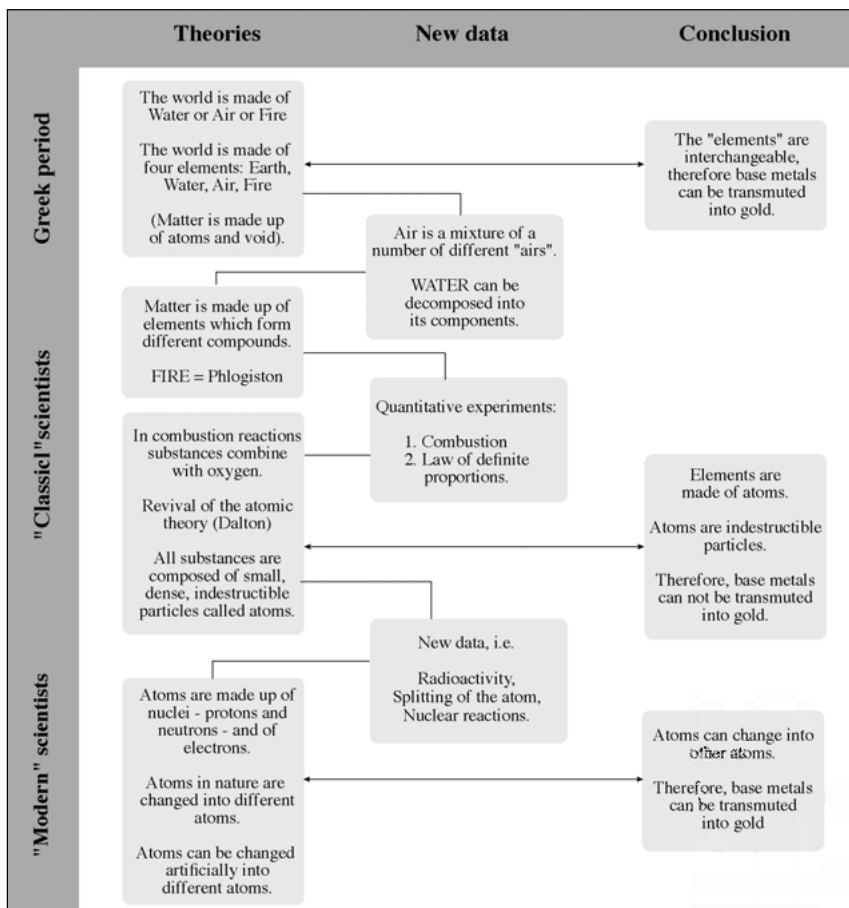 Theories
New data
Conclusion
Greek period
The world is made of
Water or Air or Fire
The world is made of
four elements: Earth,
Water, Air, Fire
(Matter is made up
of atoms and void).
The "elements" are
interchangeable,
therefore base metals
can be transmuted
into gold.
Air is a mixture of a
number of different "airs".
WATER can be
decomposed into
its components.
"Classicl"scientists
Matter is made up of
elements which form
different compounds.
FIRE = Phlogiston
Quantitative experiments:
1. Combustion
2. Law of definite
proportions.
In combustion reactions
substances combine
with oxygen.
Revival of the atomic
theory (Dalton)
All substances are
composed of small,
dense, indestructible
particles called atoms.
Elements are
made of atoms.
Atoms are indestructible
particles.
Therefore, base metals
can not be transmuted
into gold.
New data, i.e.
Radioactivity,
Splitting of the atom,
Nuclear reactions.
"Modern" scientists
Atoms are made up of
nuclei - protons and
neutrons - and of
electrons.
Atoms in nature are
changed into different
atoms.
Atoms can be changed
artificially into
different atoms.
Atoms can change into
other atoms.
Therefore, base metals
can be transmuted
into gold